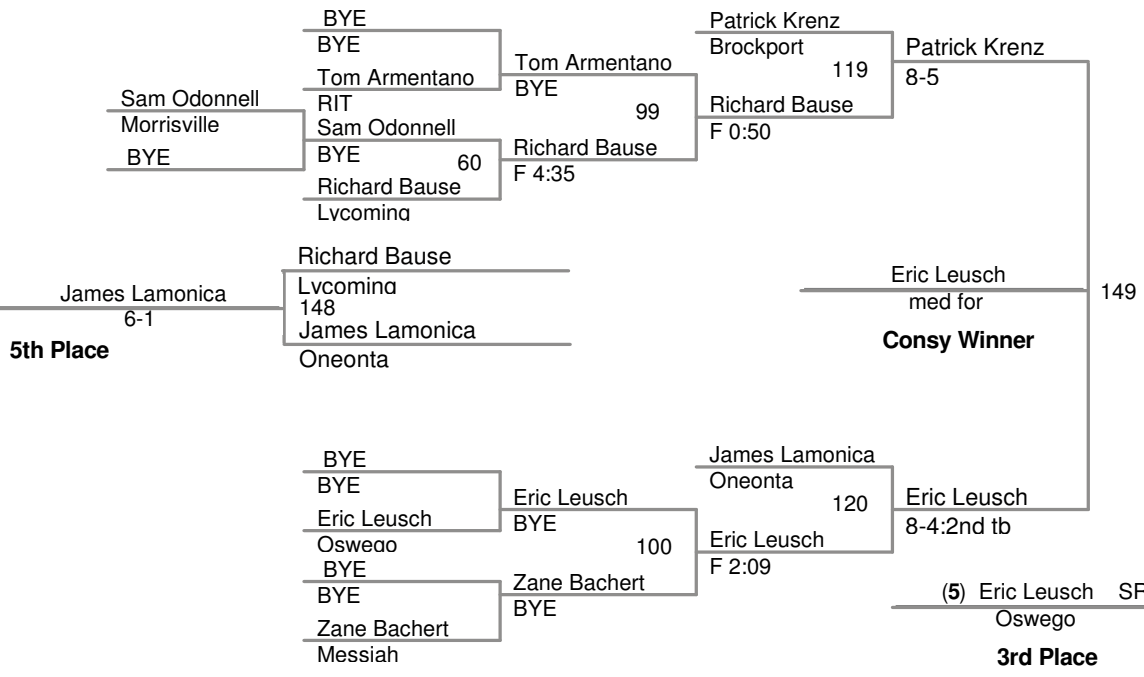 BYE
BYE
Tom Armentano
RIT
Sam Odonnell
Morrisville
BYE
Sam Odonnell
BYE
60
Richard Bause
Lycoming
Tom Armentano
BYE
99
Richard Bause
F 4:35
Patrick Krenz
Brockport
119
Richard Bause
F 0:50
Patrick Krenz
8-5
Richard Bause
Lycoming
148
James Lamonica
Oneonta
James Lamonica
6-1
5th Place
Eric Leusch
med for
Consy Winner
149
BYE
BYE
Eric Leusch
Oswego
BYE
BYE
Zane Bachert
Messiah
Eric Leusch
BYE
100
Zane Bachert
BYE
James Lamonica
Oneonta
120
Eric Leusch
F 2:09
Eric Leusch
8-4:2nd tb
(5) Eric Leusch SR
Oswego
3rd Place